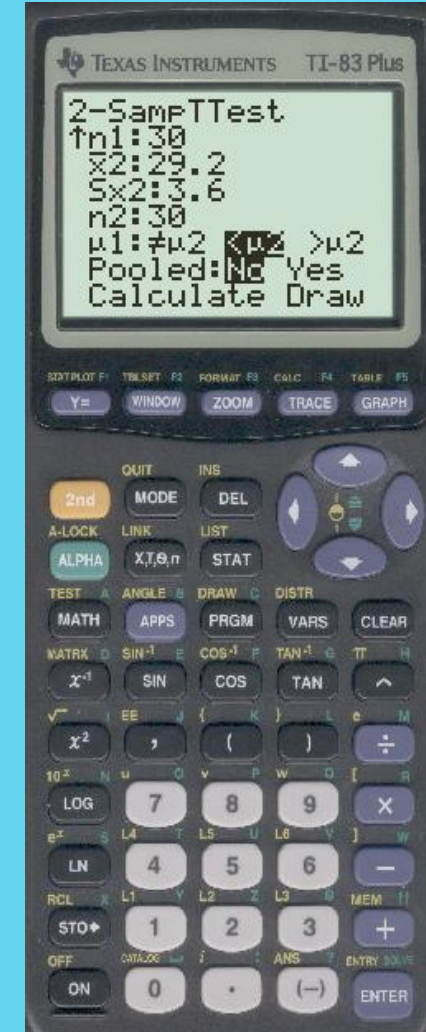 TEXAS INSTRUMENTS TI-83 Plus
2-SampTTest
↑n1:30
x̄2:29.2
Sx2:3.6
n2:30
μ1:≠μ2 <μ2 >μ2
Pooled:No Yes
Calculate Draw
STATPLOT F1 TBLSET F2 FORMAT F3 CALC F4 TABLE F5
Y= WINDOW ZOOM TRACE GRAPH
QUIT INS
2nd MODE DEL
A-LOCK LINK LIST
ALPHA X,T,Θ,n STAT
TEST A ANGLE B DRAW C DISTR
MATH APPS PRGM VARS CLEAR
MATRX D SIN-1 E COS-1 F TAN-1 G π H
x-1 SIN COS TAN ^
√ I EE J { K } L e M
x2 , ( ) ÷
10x N u O v P w Q [ R
LOG 7 8 9 ×
ex S L4 T L5 U L6 V ] W
LN 4 5 6 −
RCL X L1 Y L2 Z L3 θ MEM "
STO 1 2 3 +
OFF CATALOG i : ANS ? ENTRY SOLVE
ON 0 . (−) ENTER